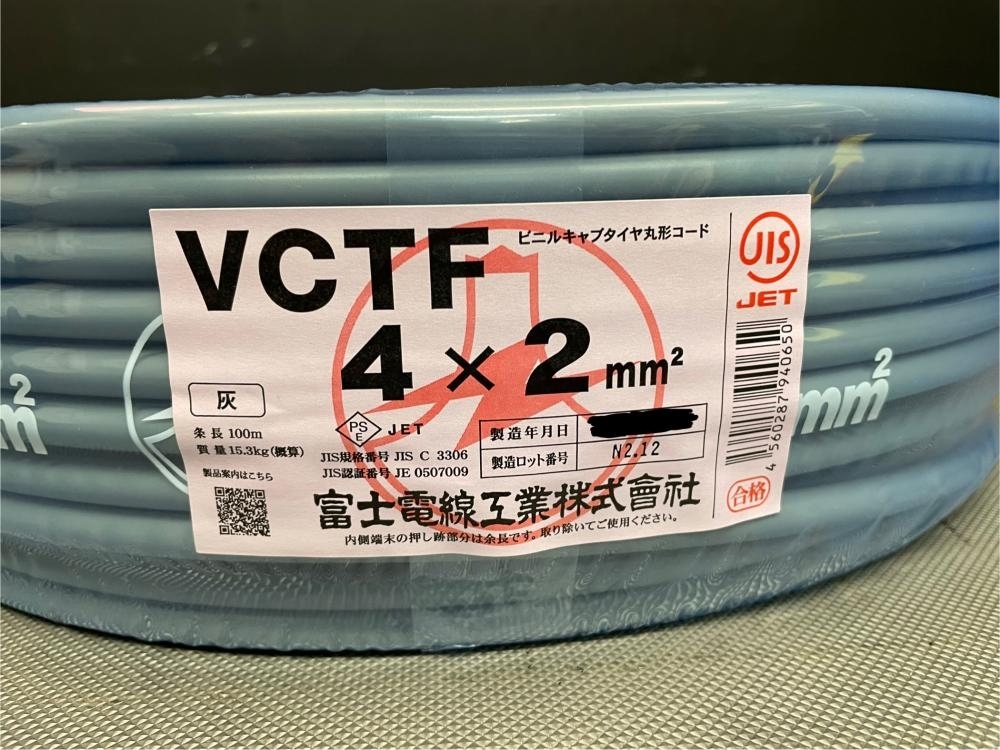 VCTF
ビニルキャブタイヤ丸形コード
4×2mm²
灰
条長 100m
質量 15.3kg(概算)
製品案内はこちら
PS
E
JET
JIS規格番号 JIS C 3306
JIS認証番号 JE 0507009
製造年月日
製造ロット番号 N2.12
富士電線工業株式會社
内側端末の押し跡部分は余長です。取り除いてご使用ください。
JIS
JET
4 560287 940650
合格
mm²
mm²